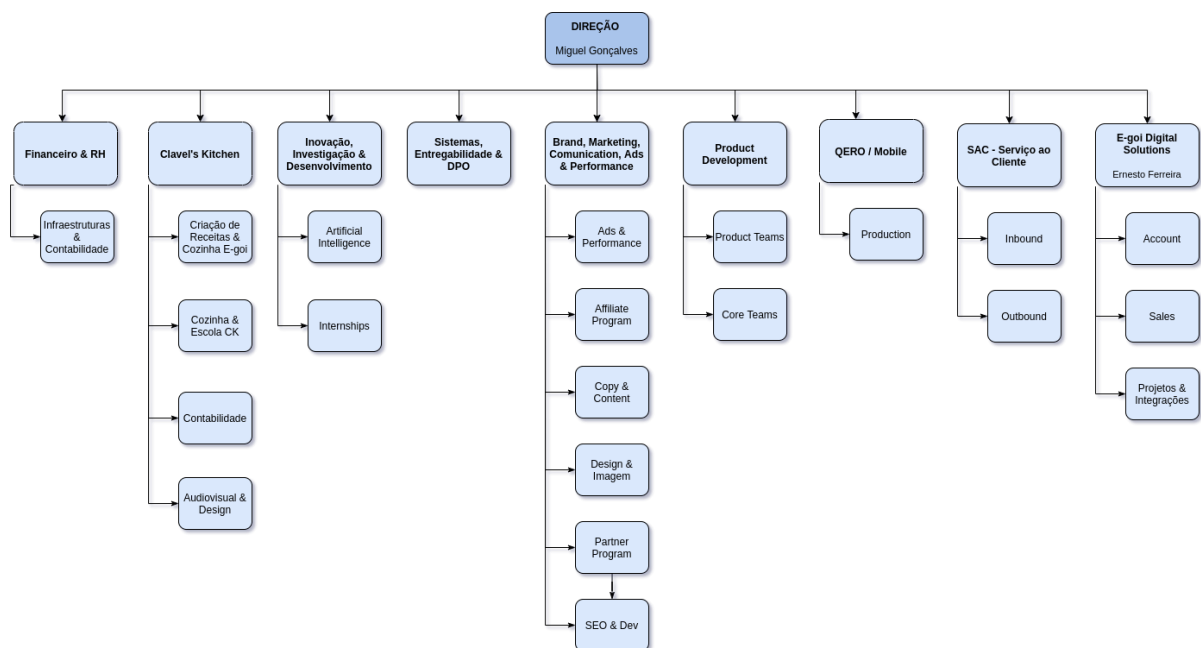 DIREÇÃO
Miguel Gonçalves
Financeiro & RH
Clavel's Kitchen
Inovação,
Investigação &
Desenvolvimento
Sistemas,
Entregabilidade &
DPO
Brand, Marketing,
Comunication, Ads
& Performance
Product
Development
QERO / Mobile
SAC - Serviço ao
Cliente
E-goi Digital
Solutions
Ernesto Ferreira
Infraestruturas
&
Contabilidade
Criação de
Receitas &
Cozinha E-goi
Artificial
Intelligence
Ads &
Performance
Product Teams
Production
Inbound
Account
Cozinha &
Escola CK
Internships
Affiliate
Program
Core Teams
Outbound
Sales
Contabilidade
Copy &
Content
Projetos &
Integrações
Audiovisual &
Design
Design &
Imagem
Partner
Program
SEO & Dev